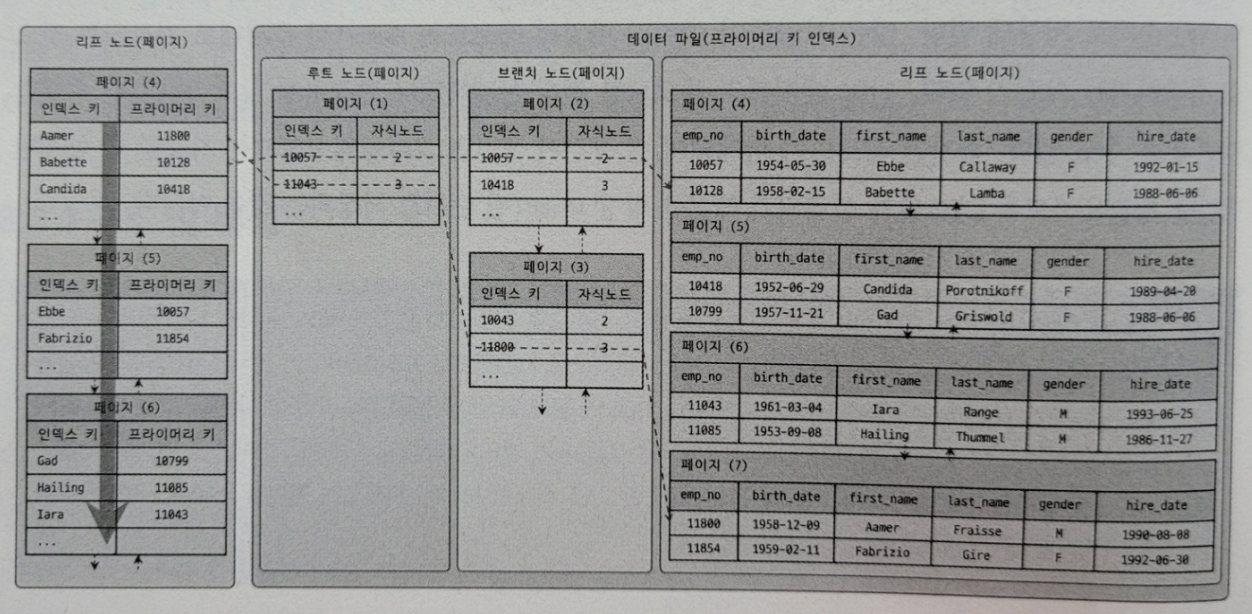 리프 노드(페이지)
페이지 (4)
인덱스 키 프라이머리 키
Aamer 11800
Babette 10128
Candida 10418
...
페이지 (5)
인덱스 키 프라이머리 키
Ebbe 10057
Fabrizio 11854
...
페이지 (6)
인덱스 키 프라이머리 키
Gad 10799
Hailing 11085
Iara 11043
...
데이터 파일(프라이머리 키 인덱스)
루트 노드(페이지)
페이지 (1)
인덱스 키 자식노드
10057 2
11043 3
...
브랜치 노드(페이지)
페이지 (2)
인덱스 키 자식노드
10057 2
10418 3
...
페이지 (3)
인덱스 키 자식노드
10043 2
11800 3
...
리프 노드(페이지)
페이지 (4)
emp_no birth_date first_name last_name gender hire_date
10057 1954-05-30 Ebbe Callaway F 1992-01-15
10128 1958-02-15 Babette Lamba F 1988-06-06
페이지 (5)
emp_no birth_date first_name last_name gender hire_date
10418 1952-06-29 Candida Porotnikoff F 1989-04-20
10799 1957-11-21 Gad Griswold F 1988-06-06
페이지 (6)
emp_no birth_date first_name last_name gender hire_date
11043 1961-03-04 Iara Range M 1993-06-25
11085 1953-09-08 Hailing Thummel M 1986-11-27
페이지 (7)
emp_no birth_date first_name last_name gender hire_date
11800 1958-12-09 Aamer Fraisse M 1990-08-08
11854 1959-02-11 Fabrizio Gire F 1992-06-30